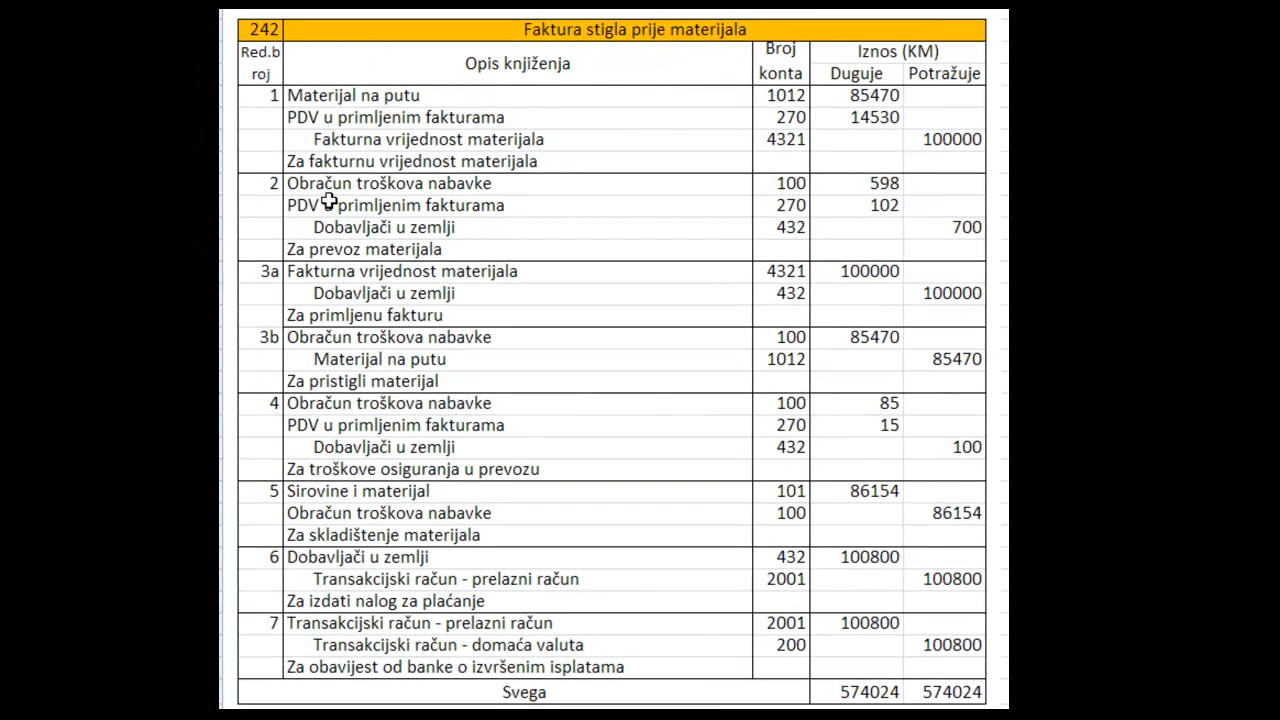 242 Faktura stigla prije materijala
Red.b roj Opis knjiženja Broj konta Iznos (KM)
Duguje Potražuje
1 Materijal na putu 1012 85470
PDV u primljenim fakturama 270 14530
Fakturna vrijednost materijala 4321 100000
Za fakturnu vrijednost materijala
2 Obračun troškova nabavke 100 598
PDV u primljenim fakturama 270 102
Dobavljači u zemlji 432 700
Za prevoz materijala
3a Fakturna vrijednost materijala 4321 100000
Dobavljači u zemlji 432 100000
Za primljenu fakturu
3b Obračun troškova nabavke 100 85470
Materijal na putu 1012 85470
Za pristigli materijal
4 Obračun troškova nabavke 100 85
PDV u primljenim fakturama 270 15
Dobavljači u zemlji 432 100
Za troškove osiguranja u prevozu
5 Sirovine i materijal 101 86154
Obračun troškova nabavke 100 86154
Za skladištenje materijala
6 Dobavljači u zemlji 432 100800
Transakcijski račun - prelazni račun 2001 100800
Za izdati nalog za plaćanje
7 Transakcijski račun - prelazni račun 2001 100800
Transakcijski račun - domaća valuta 200 100800
Za obavijest od banke o izvršenim isplatama
Svega 574024 574024